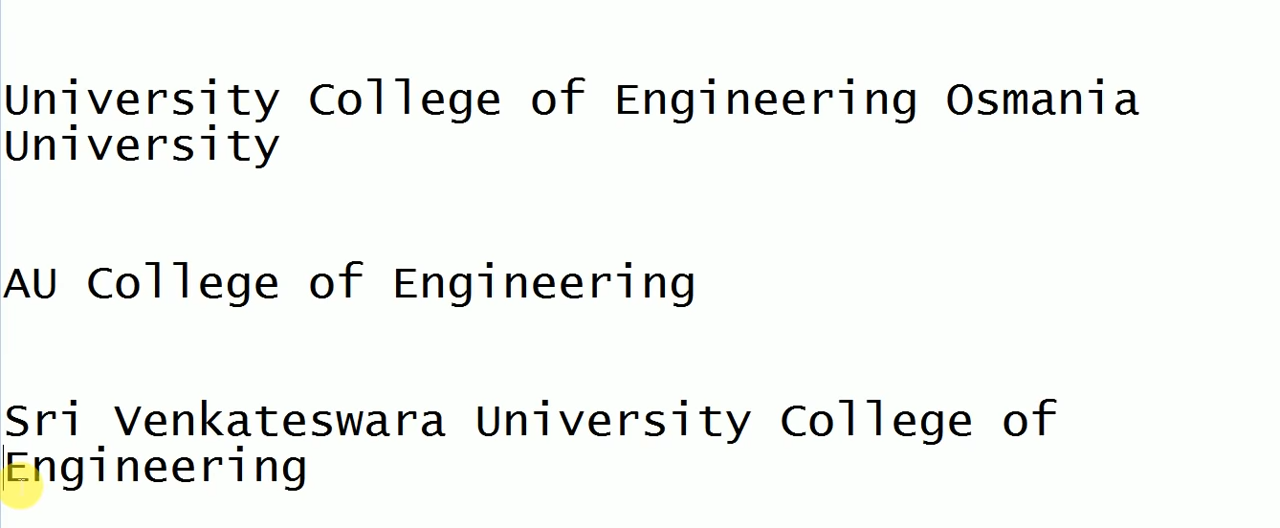 University College of Engineering Osmania
University
AU College of Engineering
Sri Venkateswara University College of
Engineering